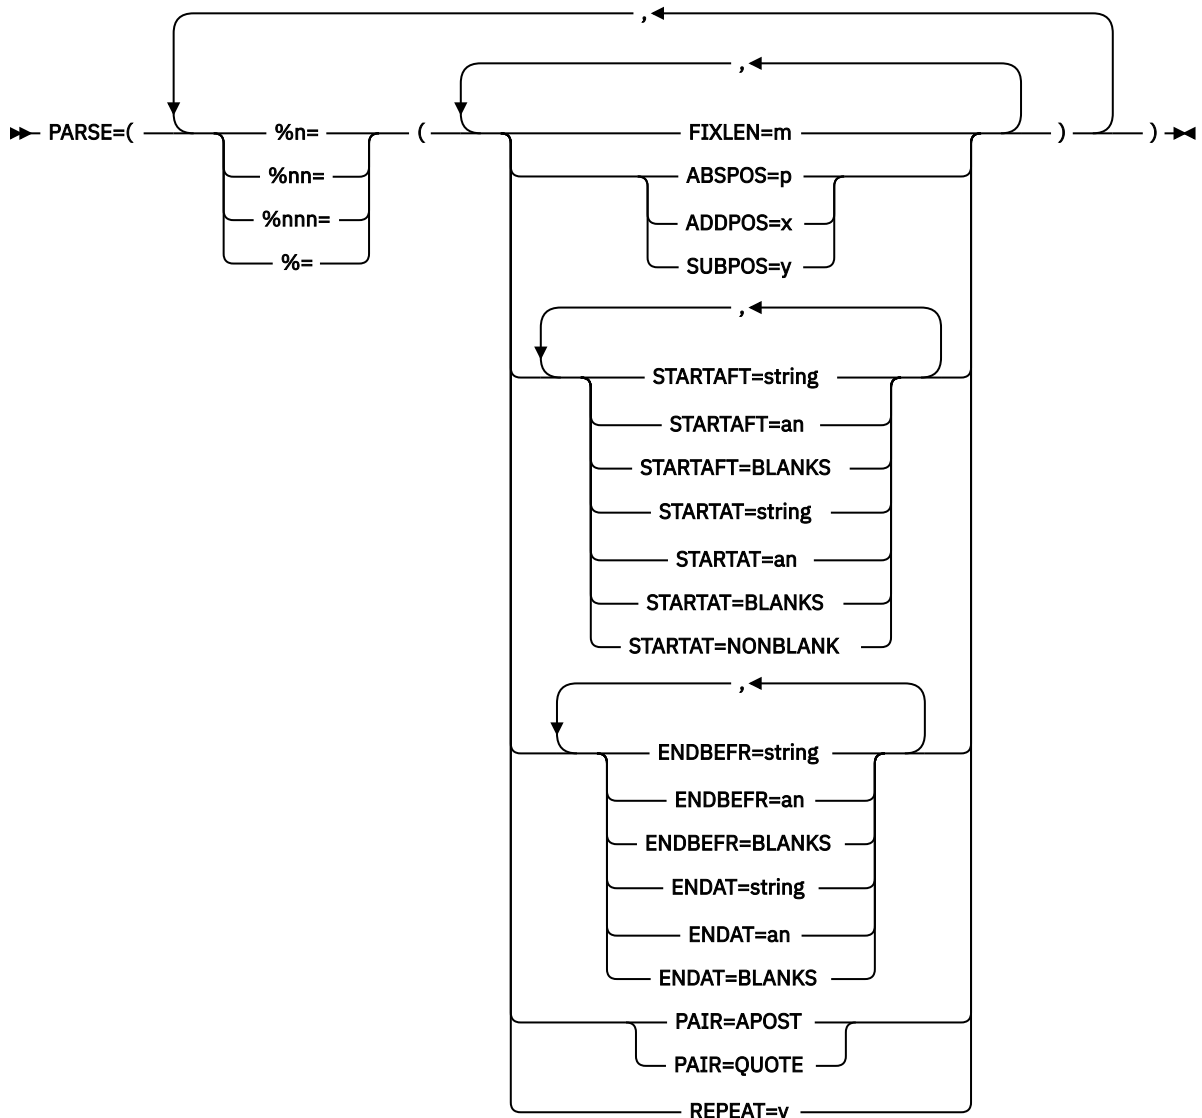 ,
,
PARSE=( %n= ( FIXLEN=m ) )
%nn= ABSPOS=p
%nnn= ADDPOS=x
%= SUBPOS=y
,
STARTAFT=string
STARTAFT=an
STARTAFT=BLANKS
STARTAT=string
STARTAT=an
STARTAT=BLANKS
STARTAT=NONBLANK
,
ENDBEFR=string
ENDBEFR=an
ENDBEFR=BLANKS
ENDAT=string
ENDAT=an
ENDAT=BLANKS
PAIR=APOST
PAIR=QUOTE
REPEAT=v